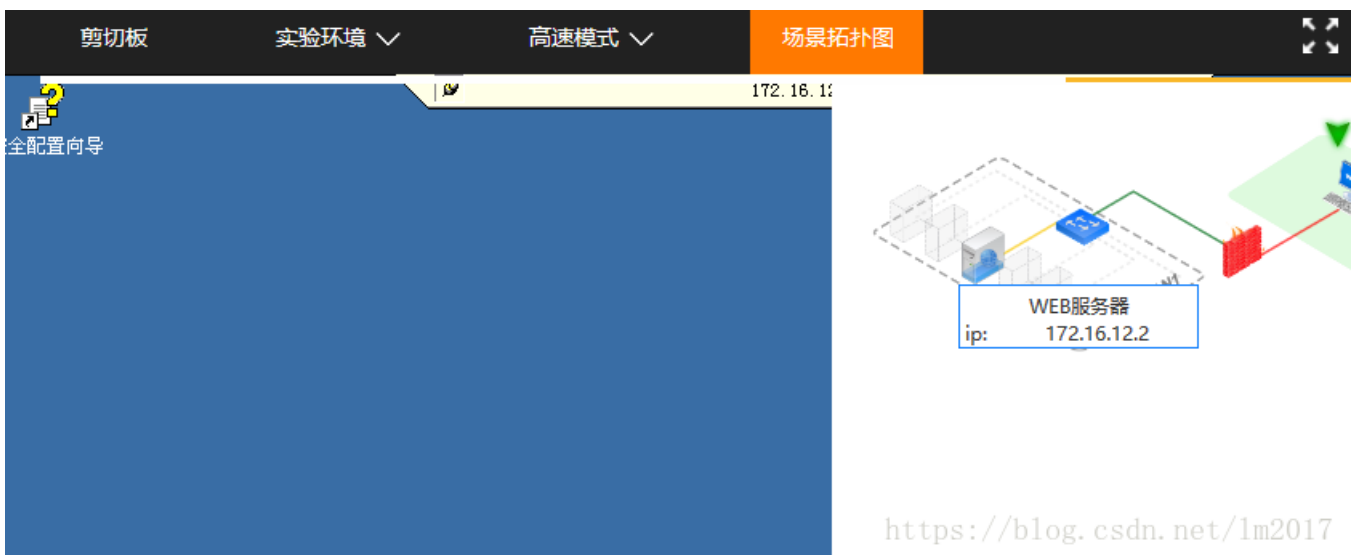 剪切板 实验环境 高速模式 场景拓扑图
172.16.12
全配置向导
WEB服务器
ip: 172.16.12.2
https://blog.csdn.net/lm2017